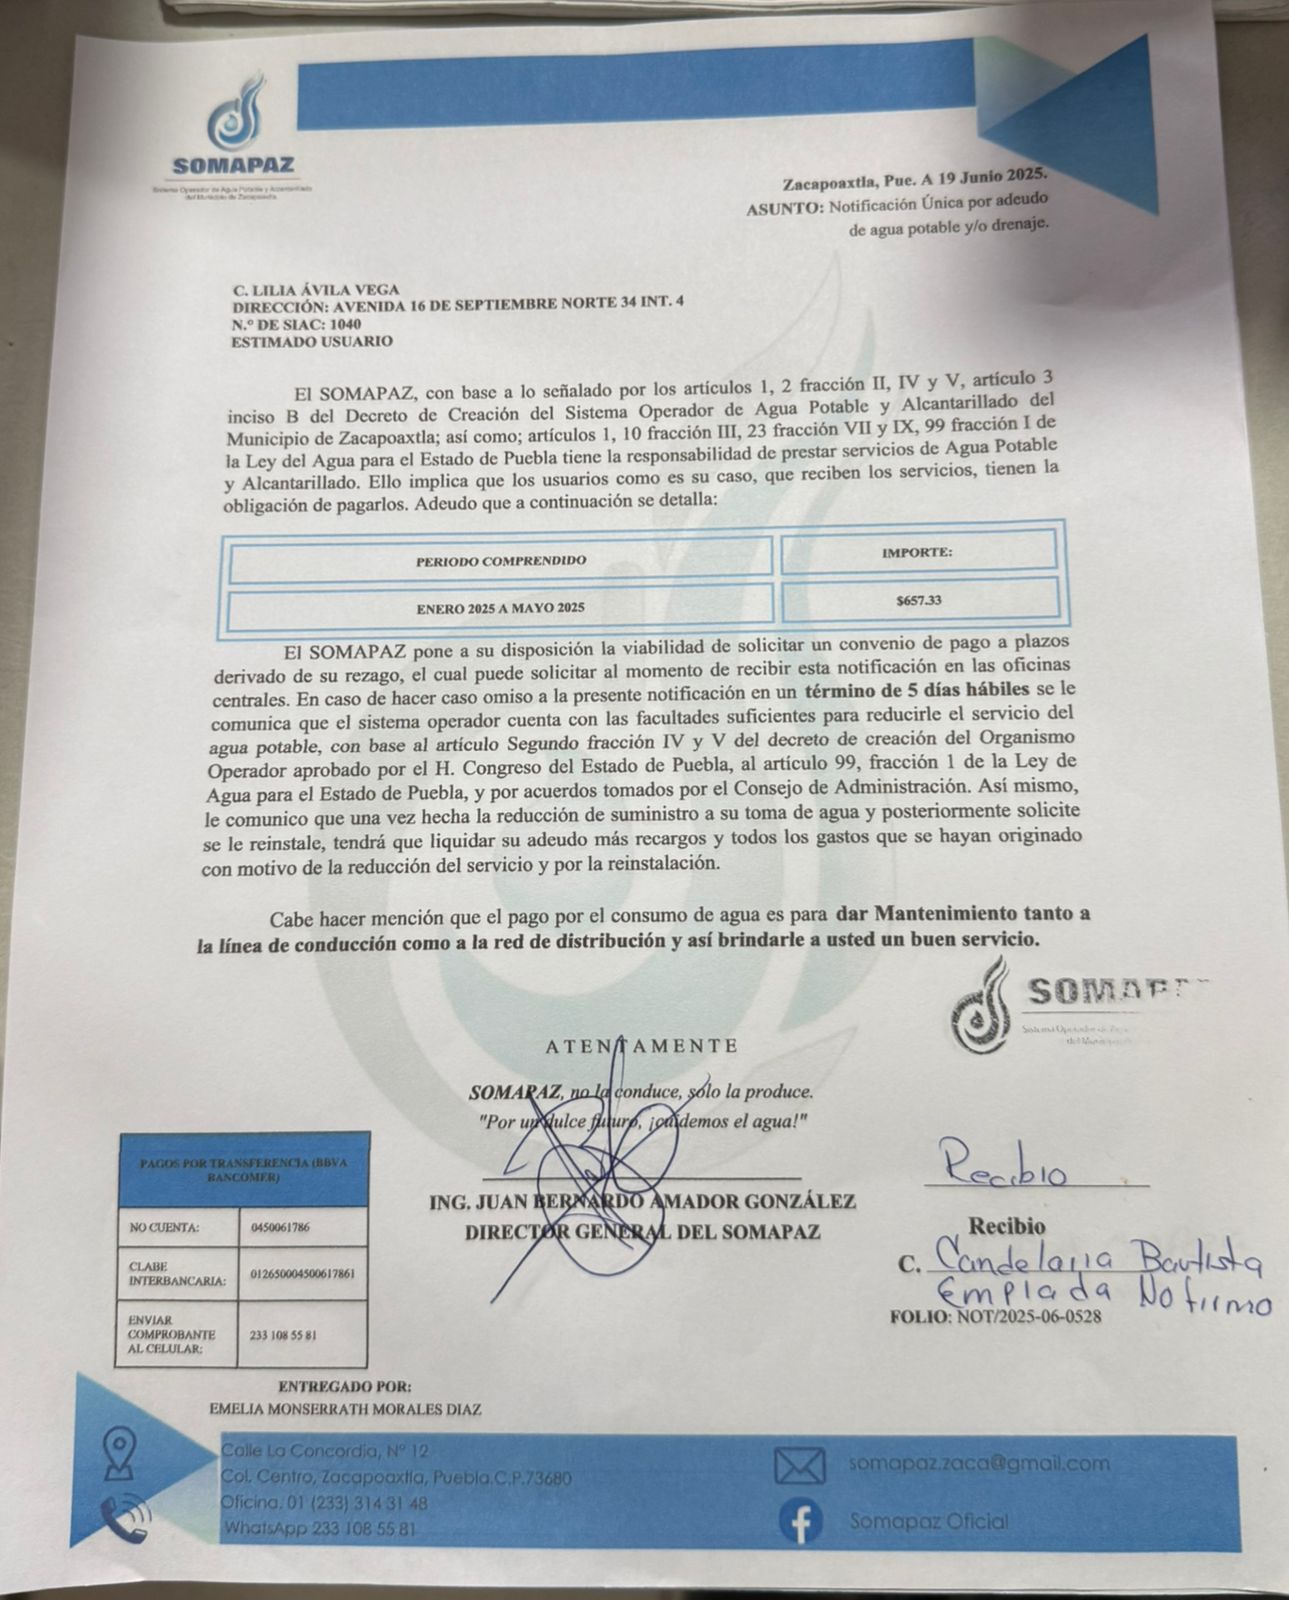 SOMAPAZ
Sistema Operador de Agua Potable y Alcantarillado
del Municipio de Zacapoaxtla
Zacapoaxtla, Pue. A 19 Junio 2025.
ASUNTO: Notificación Única por adeudo
de agua potable y/o drenaje.
C. LILIA ÁVILA VEGA
DIRECCIÓN: AVENIDA 16 DE SEPTIEMBRE NORTE 34 INT. 4
N.º DE SIAC: 1040
ESTIMADO USUARIO
El SOMAPAZ, con base a lo señalado por los artículos 1, 2 fracción II, IV y V, artículo 3
inciso B del Decreto de Creación del Sistema Operador de Agua Potable y Alcantarillado del
Municipio de Zacapoaxtla; así como; artículos 1, 10 fracción III, 23 fracción VII y IX, 99 fracción I de
la Ley del Agua para el Estado de Puebla tiene la responsabilidad de prestar servicios de Agua Potable
y Alcantarillado. Ello implica que los usuarios como es su caso, que reciben los servicios, tienen la
obligación de pagarlos. Adeudo que a continuación se detalla:
PERIODO COMPRENDIDO IMPORTE:
ENERO 2025 A MAYO 2025 $657.33
El SOMAPAZ pone a su disposición la viabilidad de solicitar un convenio de pago a plazos
derivado de su rezago, el cual puede solicitar al momento de recibir esta notificación en las oficinas
centrales. En caso de hacer caso omiso a la presente notificación en un término de 5 días hábiles se le
comunica que el sistema operador cuenta con las facultades suficientes para reducirle el servicio del
agua potable, con base al artículo Segundo fracción IV y V del decreto de creación del Organismo
Operador aprobado por el H. Congreso del Estado de Puebla, al artículo 99, fracción 1 de la Ley de
Agua para el Estado de Puebla, y por acuerdos tomados por el Consejo de Administración. Así mismo,
le comunico que una vez hecha la reducción de suministro a su toma de agua y posteriormente solicite
se le reinstale, tendrá que liquidar su adeudo más recargos y todos los gastos que se hayan originado
con motivo de la reducción del servicio y por la reinstalación.
Cabe hacer mención que el pago por el consumo de agua es para dar Mantenimiento tanto a
la línea de conducción como a la red de distribución y así brindarle a usted un buen servicio.
ATENTAMENTE
SOMAPAZ, no la conduce, sólo la produce.
"Por un dulce futuro, ¡cuidemos el agua!"
ING. JUAN BERNARDO AMADOR GONZÁLEZ
DIRECTOR GENERAL DEL SOMAPAZ
Recibio
Recibio
C. Candelaria Bautista
Emplada No firmo
FOLIO: NOT/2025-06-0528
PAGOS POR TRANSFERENCIA (BBVA
BANCOMER)
NO CUENTA: 0450061786
CLABE
INTERBANCARIA: 012650004500617861
ENVIAR
COMPROBANTE
AL CELULAR: 233 108 55 81
ENTREGADO POR:
EMELIA MONSERRATH MORALES DIAZ
Calle La Concordia, N° 12
Col. Centro, Zacapoaxtla, Puebla.C.P.73680
Oficina. 01 (233) 314 31 48
WhatsApp 233 108 55 81
somapaz.zaca@gmail.com
Somapaz Oficial